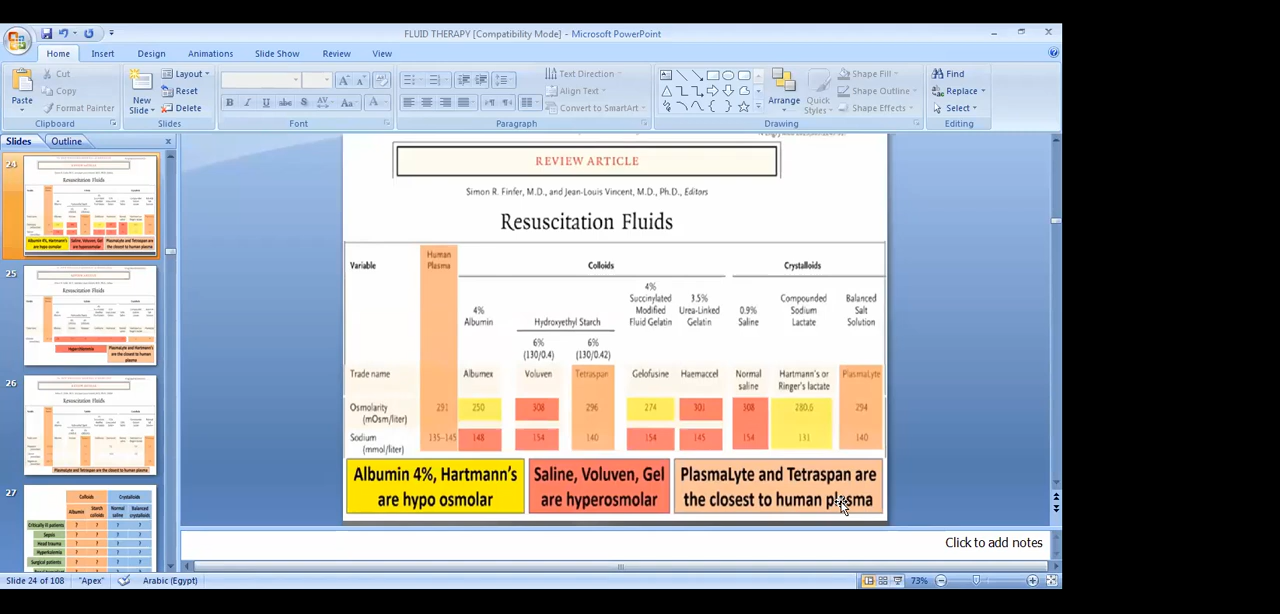 FLUID THERAPY [Compatibility Mode] - Microsoft PowerPoint
Home Insert Design Animations Slide Show Review View
Paste
Cut
Copy
Format Painter
Clipboard
New Slide
Layout
Reset
Delete
Slides
Font
Text Direction
Align Text
Convert to SmartArt
Paragraph
Arrange
Quick Styles
Shape Fill
Shape Outline
Shape Effects
Drawing
Find
Replace
Select
Editing
Slides Outline
24
25
26
27
REVIEW ARTICLE
Simon R. Finfer, M.D., and Jean-Louis Vincent, M.D., Ph.D., Editors
Resuscitation Fluids
Variable Human Plasma Colloids Crystalloids
4% Albumin Hydroxyethyl Starch 4% Succinylated Modified Fluid Gelatin 3.5% Urea-Linked Gelatin 0.9% Saline Compounded Sodium Lactate Balanced Salt Solution
6% (130/0.4) 6% (130/0.42)
Trade name Albumex Voluven Tetraspan Gelofusine Haemaccel Normal saline Hartmann's or Ringer's lactate PlasmaLyte
Osmolarity (mOsm/liter) 291 250 308 296 274 301 308 280.6 294
Sodium (mmol/liter) 135–145 148 154 140 154 145 154 131 140
Albumin 4%, Hartmann's
are hypo osmolar
Saline, Voluven, Gel
are hyperosmolar
PlasmaLyte and Tetraspan are
the closest to human plasma
Click to add notes
Slide 24 of 108 "Apex" Arabic (Egypt) 73%